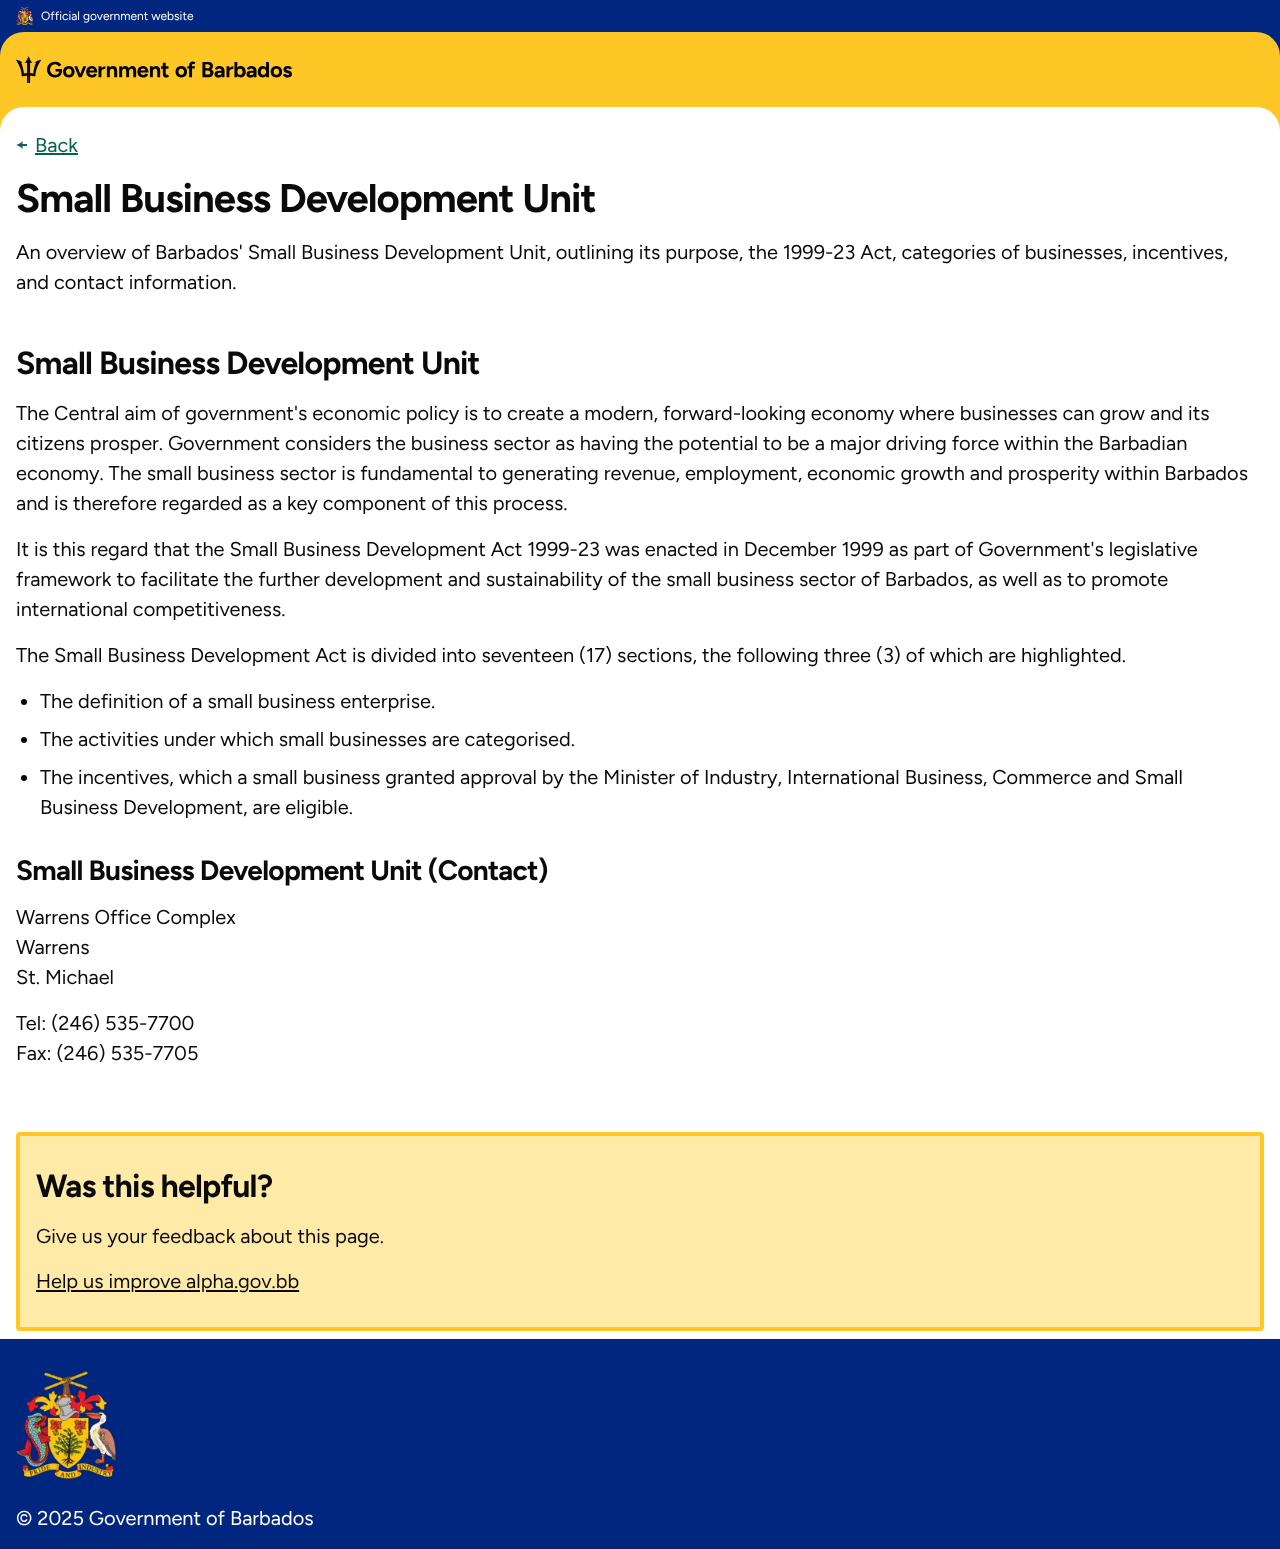 Official government website
Government of Barbados
Back
Small Business Development Unit
An overview of Barbados' Small Business Development Unit, outlining its purpose, the 1999-23 Act, categories of businesses, incentives,
and contact information.
Small Business Development Unit
The Central aim of government's economic policy is to create a modern, forward-looking economy where businesses can grow and its
citizens prosper. Government considers the business sector as having the potential to be a major driving force within the Barbadian
economy. The small business sector is fundamental to generating revenue, employment, economic growth and prosperity within Barbados
and is therefore regarded as a key component of this process.
It is this regard that the Small Business Development Act 1999-23 was enacted in December 1999 as part of Government's legislative
framework to facilitate the further development and sustainability of the small business sector of Barbados, as well as to promote
international competitiveness.
The Small Business Development Act is divided into seventeen (17) sections, the following three (3) of which are highlighted.
• The definition of a small business enterprise.
• The activities under which small businesses are categorised.
• The incentives, which a small business granted approval by the Minister of Industry, International Business, Commerce and Small
Business Development, are eligible.
Small Business Development Unit (Contact)
Warrens Office Complex
Warrens
St. Michael
Tel: (246) 535-7700
Fax: (246) 535-7705
Was this helpful?
Give us your feedback about this page.
Help us improve alpha.gov.bb
PRIDE AND INDUSTRY
© 2025 Government of Barbados